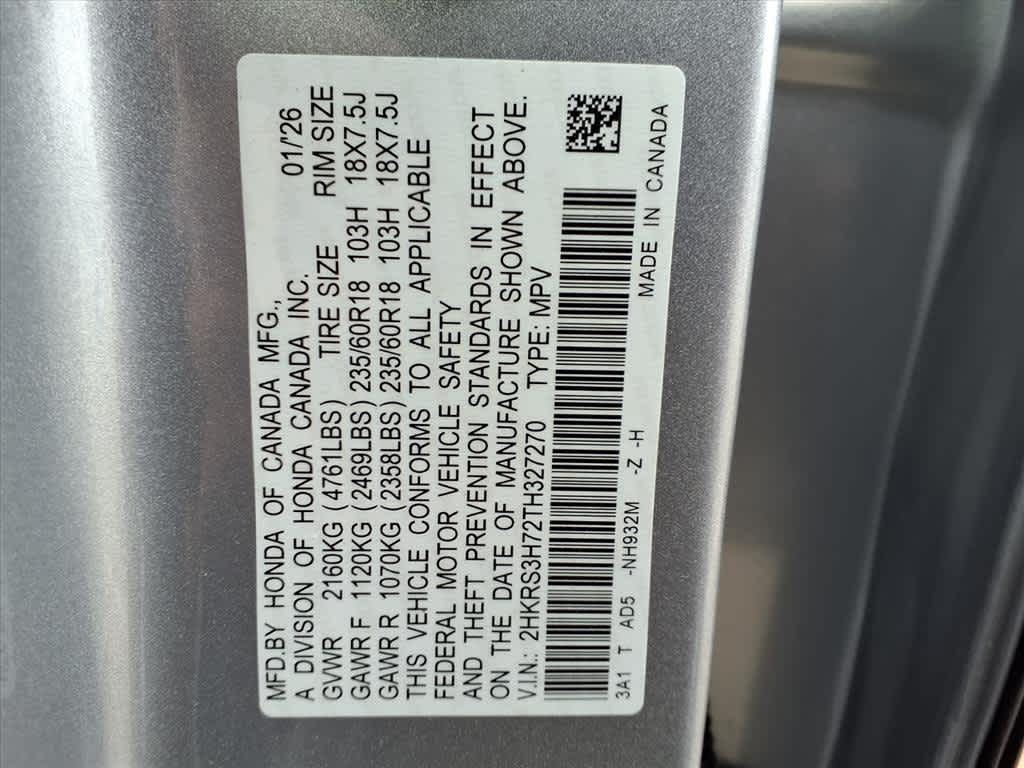 MFD.BY HONDA OF CANADA MFG.,
A DIVISION OF HONDA CANADA INC. 01/'26
GVWR 2160KG (4761LBS) TIRE SIZE RIM SIZE
GAWR F 1120KG (2469LBS) 235/60R18 103H 18X7.5J
GAWR R 1070KG (2358LBS) 235/60R18 103H 18X7.5J
THIS VEHICLE CONFORMS TO ALL APPLICABLE
FEDERAL MOTOR VEHICLE SAFETY
AND THEFT PREVENTION STANDARDS IN EFFECT
ON THE DATE OF MANUFACTURE SHOWN ABOVE.
V.I.N.: 2HKRS3H72TH327270 TYPE: MPV
3A1 T AD5 -NH932M -Z -H MADE IN CANADA